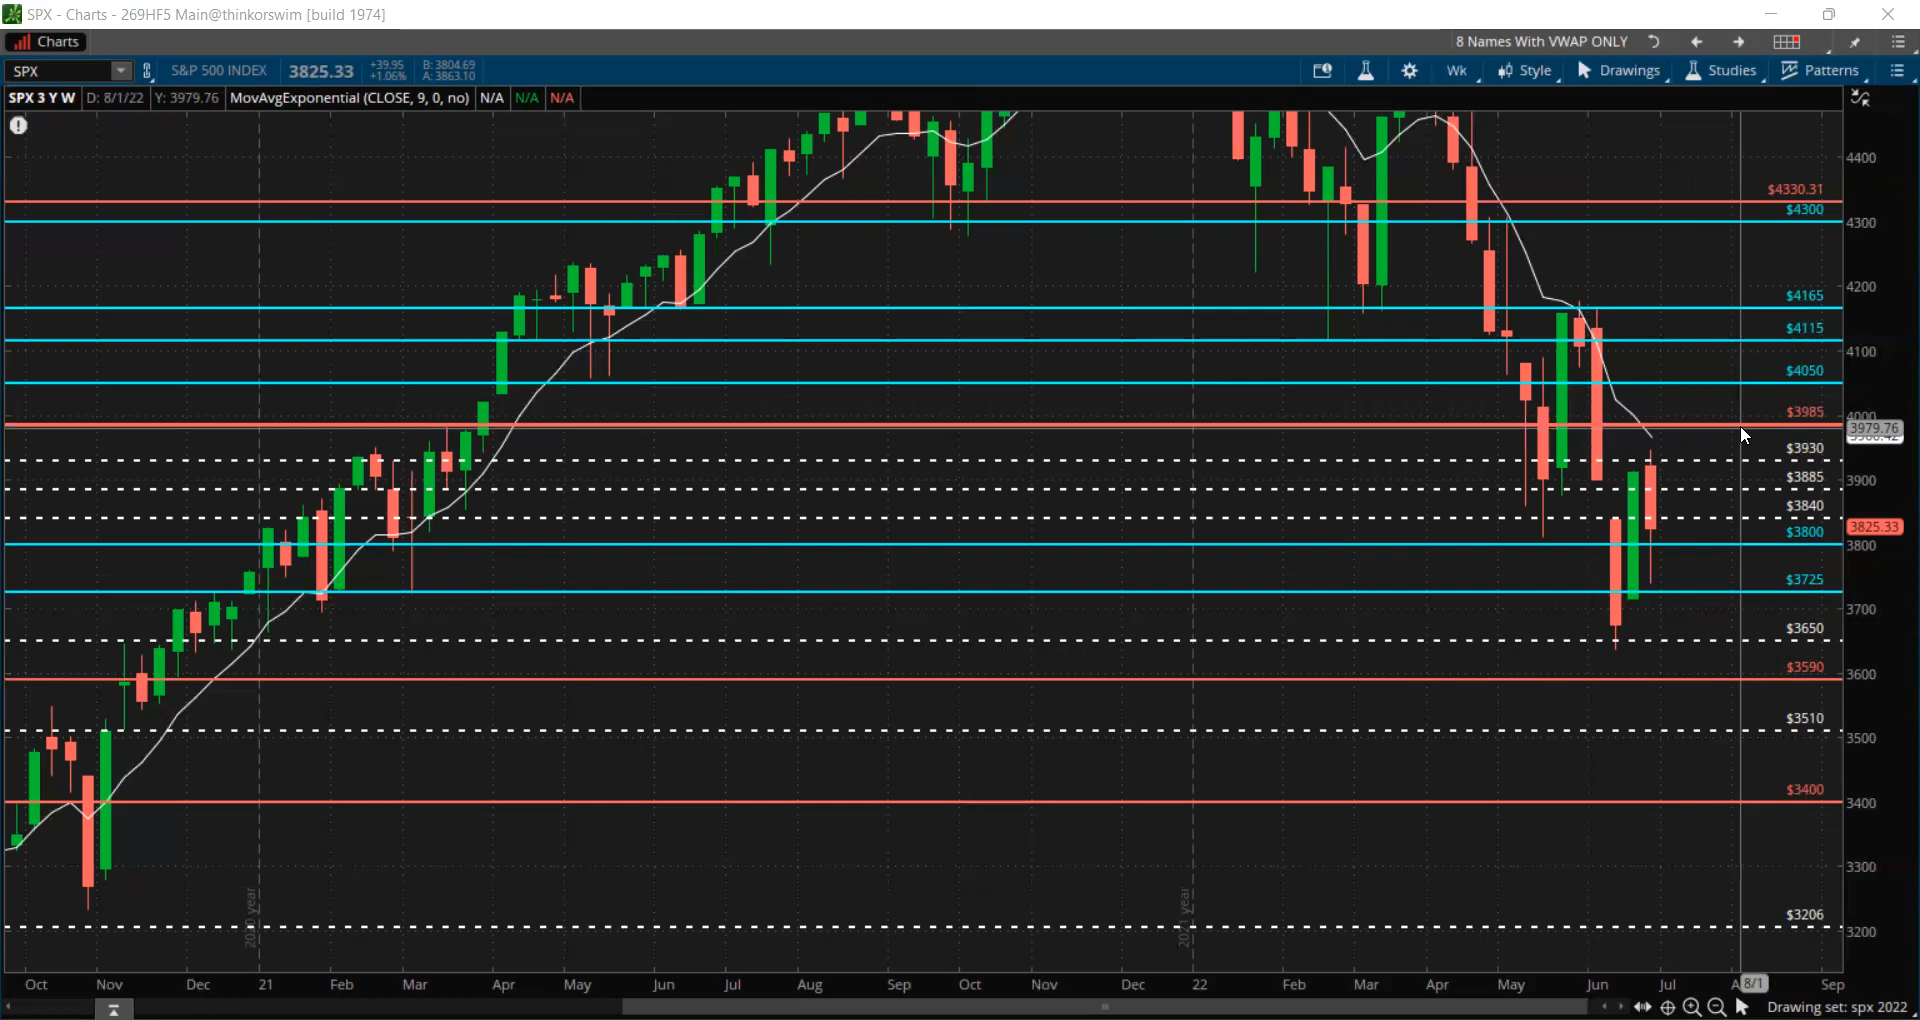 SPX - Charts - 269HF5 Main@thinkorswim [build 1974]
Charts
8 Names With VWAP ONLY
SPX
S&P 500 INDEX
3825.33
+39.95
+1.06%
B: 3804.69
A: 3863.10
Wk
Style
Drawings
Studies
Patterns
SPX 3 Y W
D: 8/1/22
Y: 3979.76
MovAvgExponential (CLOSE, 9, 0, no)
N/A
N/A
N/A
4400
$4330.31
$4300
4300
$4165
4200
$4115
4100
$4050
$3985
4000
3979.76
$3930
$3885
3900
$3840
3825.33
$3800
3800
$3725
3700
$3650
$3590
3600
$3510
3500
$3400
3400
3300
$3206
3200
2020 year
2021 year
Oct
Nov
Dec
21
Feb
Mar
Apr
May
Jun
Jul
Aug
Sep
Oct
Nov
Dec
22
Feb
Mar
Apr
May
Jun
Jul
8/1
Sep
Drawing set: spx 2022